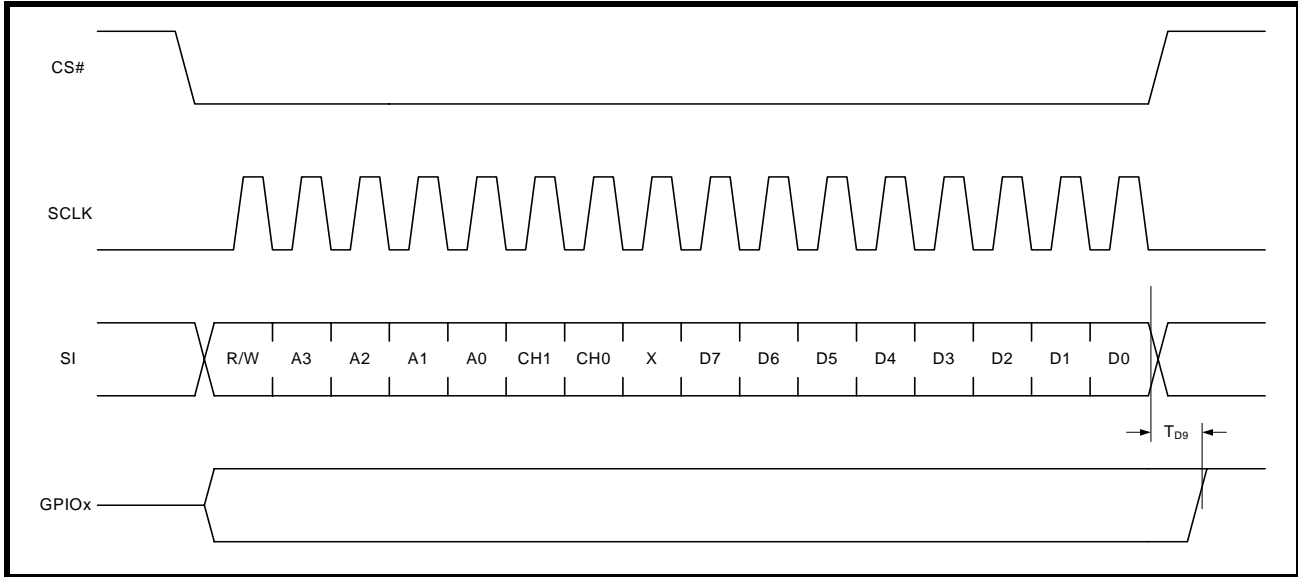 CS#
SCLK
SI R/W A3 A2 A1 A0 CH1 CH0 X D7 D6 D5 D4 D3 D2 D1 D0
TD9
GPIOx